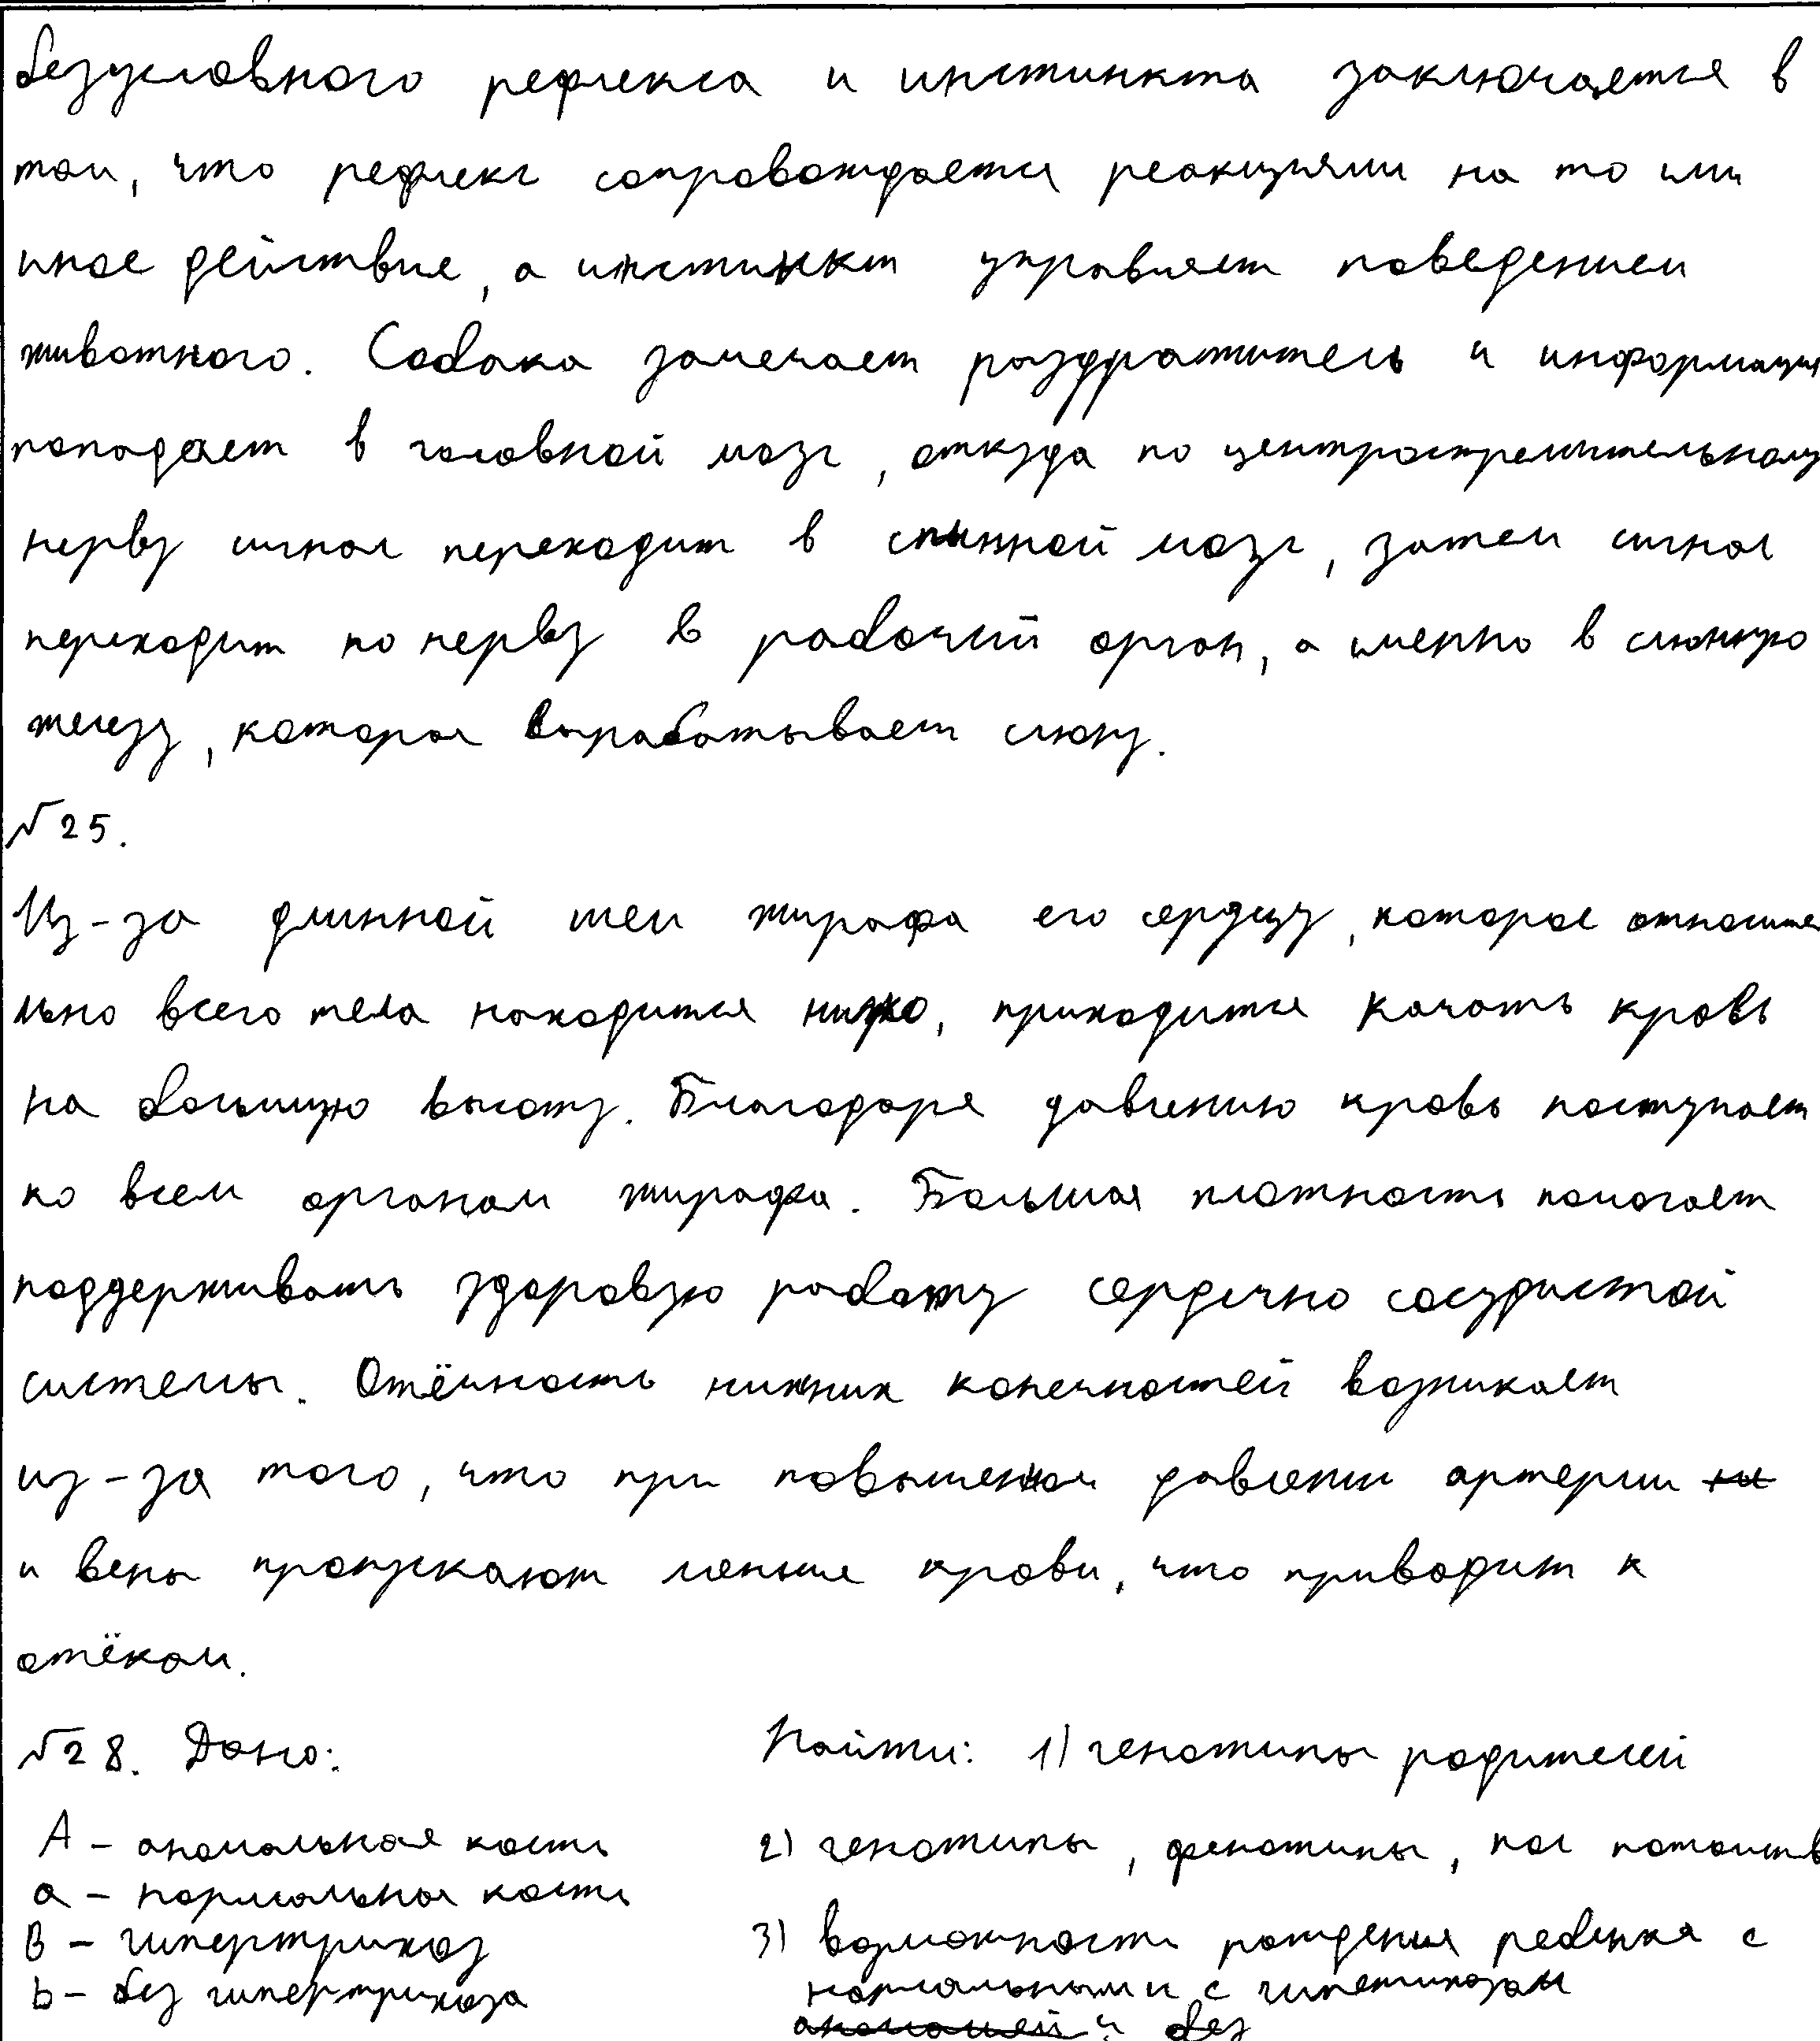 безусловного рефлекса и инстинкта заключается в
том, что рефлекс сопровождается реакциями на то или
иное действие, а инстинкт управляет поведением
животного. Собака замечает раздражитель и информация
попадает в головной мозг, откуда по центростремительному
нерву сигнал переходит в спинной мозг, затем сигнал
переходит по нерву в рабочий орган, а именно в слюнную
железу, которая вырабатывает слюну.
№25.
Из-за длинной шеи жирафа его сердцу, которое относите
льно всего тела находится низко, приходится качать кровь
на большую высоту. Благодаря давлению кровь поступает
ко всем органам жирафа. Большая плотность помогает
поддерживать здоровую работу сердечно сосудистой
системы. Отёчность нижних конечностей возникает
из-за того, что при повышенном давлении артерии
и вены пропускают меньше крови, что приводит к
отёкам.
№28. Дано: Найти: 1) генотипы родителей
A - аномальная кость 2) генотипы, фенотипы, пол потомств
a - нормальная кость
B - гипертрихоз 3) возможность рождения ребенка с
b - без гипертрихоза нормальными с
аномалией и без